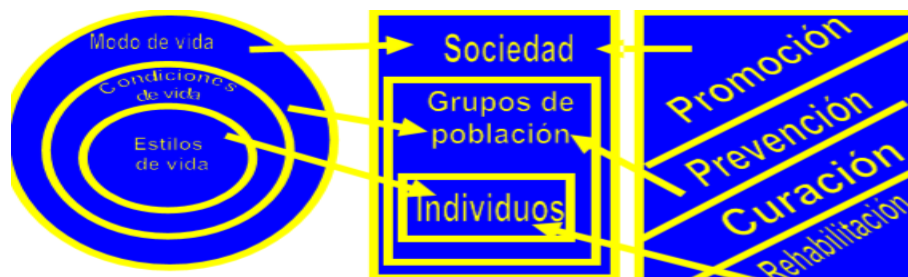 Modo de vida
Condiciones
de vida
Estilos
de vida
Sociedad
Grupos de
población
Individuos
Promoción
Prevención
Curación
Rehabilitación